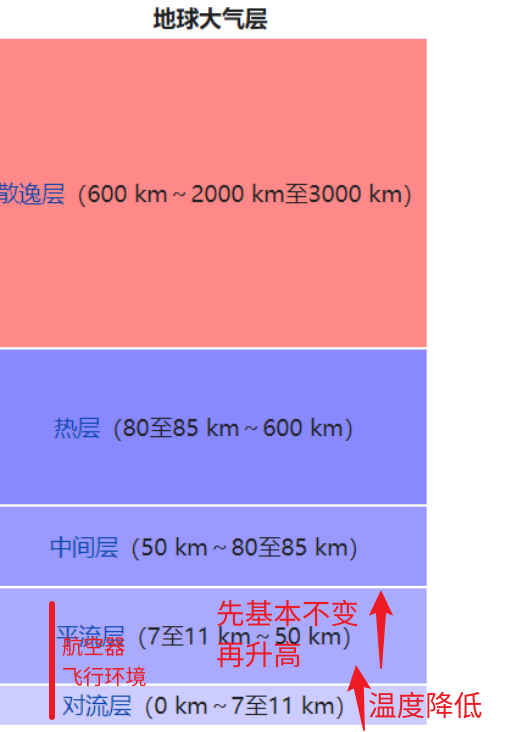 地球大气层
散逸层（600 km～2000 km至3000 km）
热层（80至85 km～600 km）
中间层（50 km～80至85 km）
先基本不变
平流层（7至11 km～50 km）
航空器
再升高
飞行环境
对流层（0 km～7至11 km）
温度降低